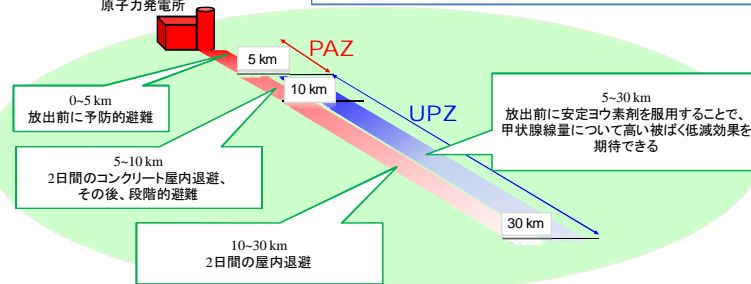 原子力発電所
PAZ
5 km
10 km
UPZ
0~5 km
放出前に予防的避難
5~30 km
放出前に安定ヨウ素剤を服用することで、
甲状腺線量について高い被ばく低減効果を
期待できる
5~10 km
2日間のコンクリート屋内退避、
その後、段階的避難
30 km
10~30 km
2日間の屋内退避